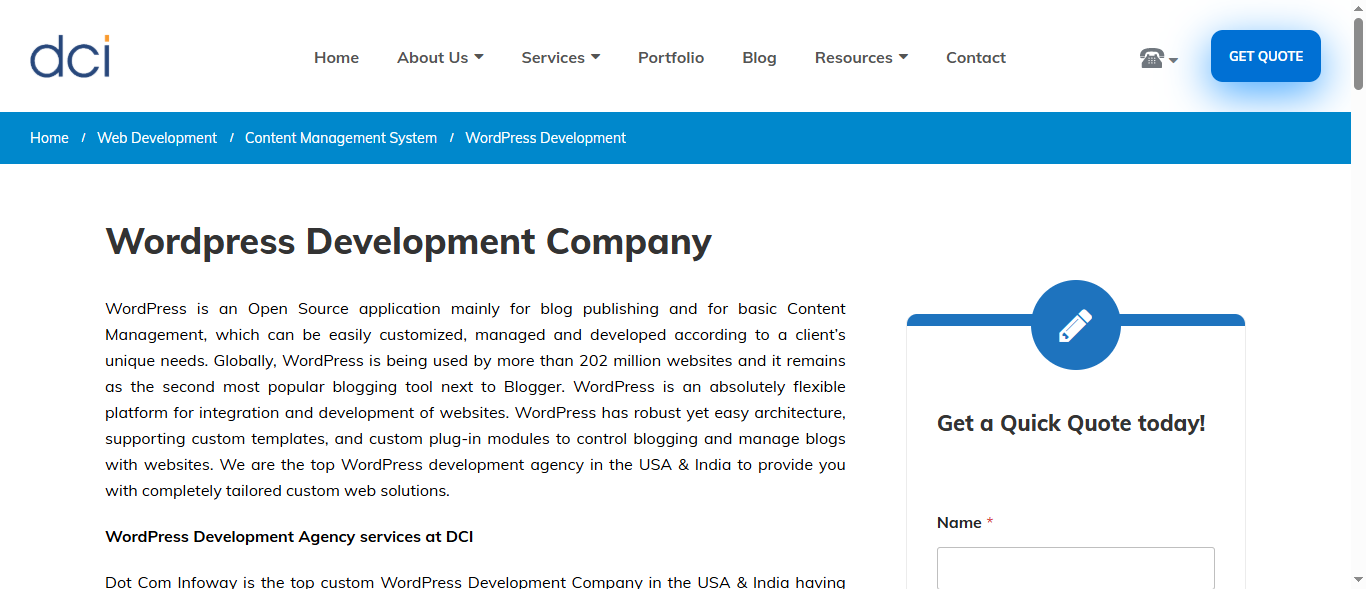 dci
Home About Us Services Portfolio Blog Resources Contact
GET QUOTE
Home / Web Development / Content Management System / WordPress Development
Wordpress Development Company
WordPress is an Open Source application mainly for blog publishing and for basic Content
Management, which can be easily customized, managed and developed according to a client's
unique needs. Globally, WordPress is being used by more than 202 million websites and it remains
as the second most popular blogging tool next to Blogger. WordPress is an absolutely flexible
platform for integration and development of websites. WordPress has robust yet easy architecture,
supporting custom templates, and custom plug-in modules to control blogging and manage blogs
with websites. We are the top WordPress development agency in the USA & India to provide you
with completely tailored custom web solutions.
WordPress Development Agency services at DCI
Dot Com Infoway is the top custom WordPress Development Company in the USA & India having
Get a Quick Quote today!
Name *